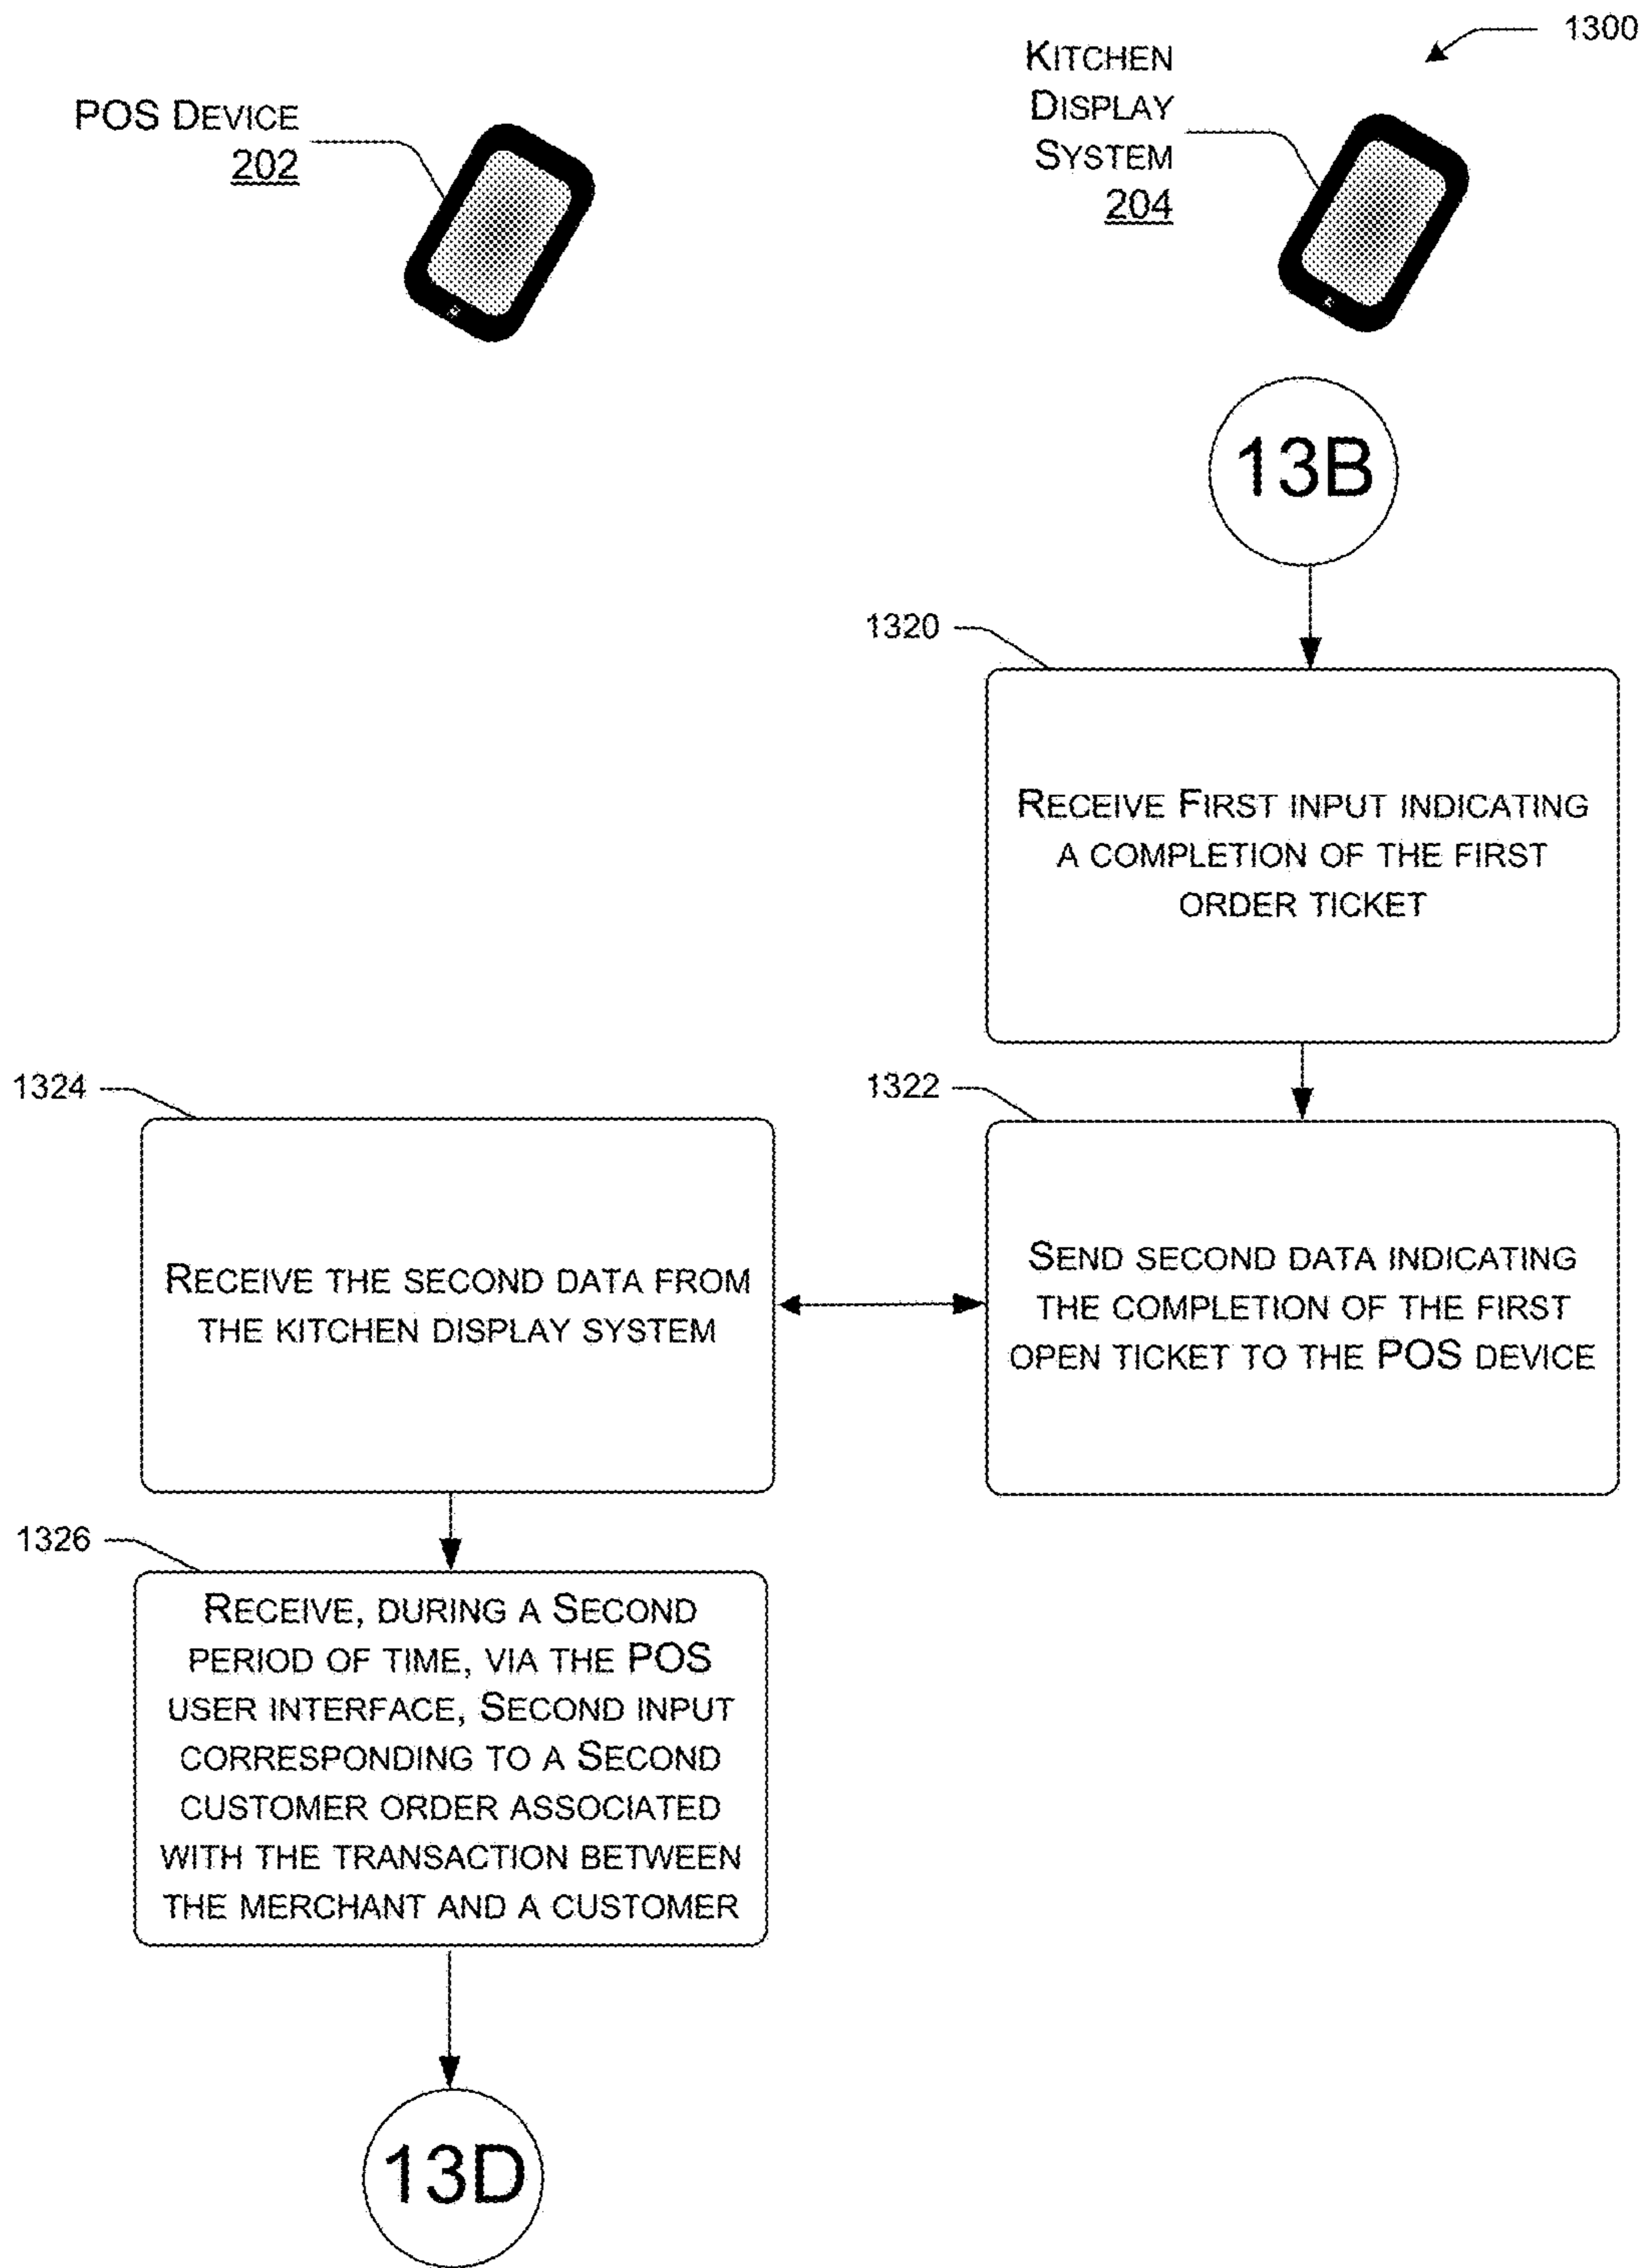 1300
POS DEVICE
202
KITCHEN
DISPLAY
SYSTEM
204
13B
1320
RECEIVE FIRST INPUT INDICATING
A COMPLETION OF THE FIRST
ORDER TICKET
1324
1322
RECEIVE THE SECOND DATA FROM
THE KITCHEN DISPLAY SYSTEM
SEND SECOND DATA INDICATING
THE COMPLETION OF THE FIRST
OPEN TICKET TO THE POS DEVICE
1326
RECEIVE, DURING A SECOND
PERIOD OF TIME, VIA THE POS
USER INTERFACE, SECOND INPUT
CORRESPONDING TO A SECOND
CUSTOMER ORDER ASSOCIATED
WITH THE TRANSACTION BETWEEN
THE MERCHANT AND A CUSTOMER
13D